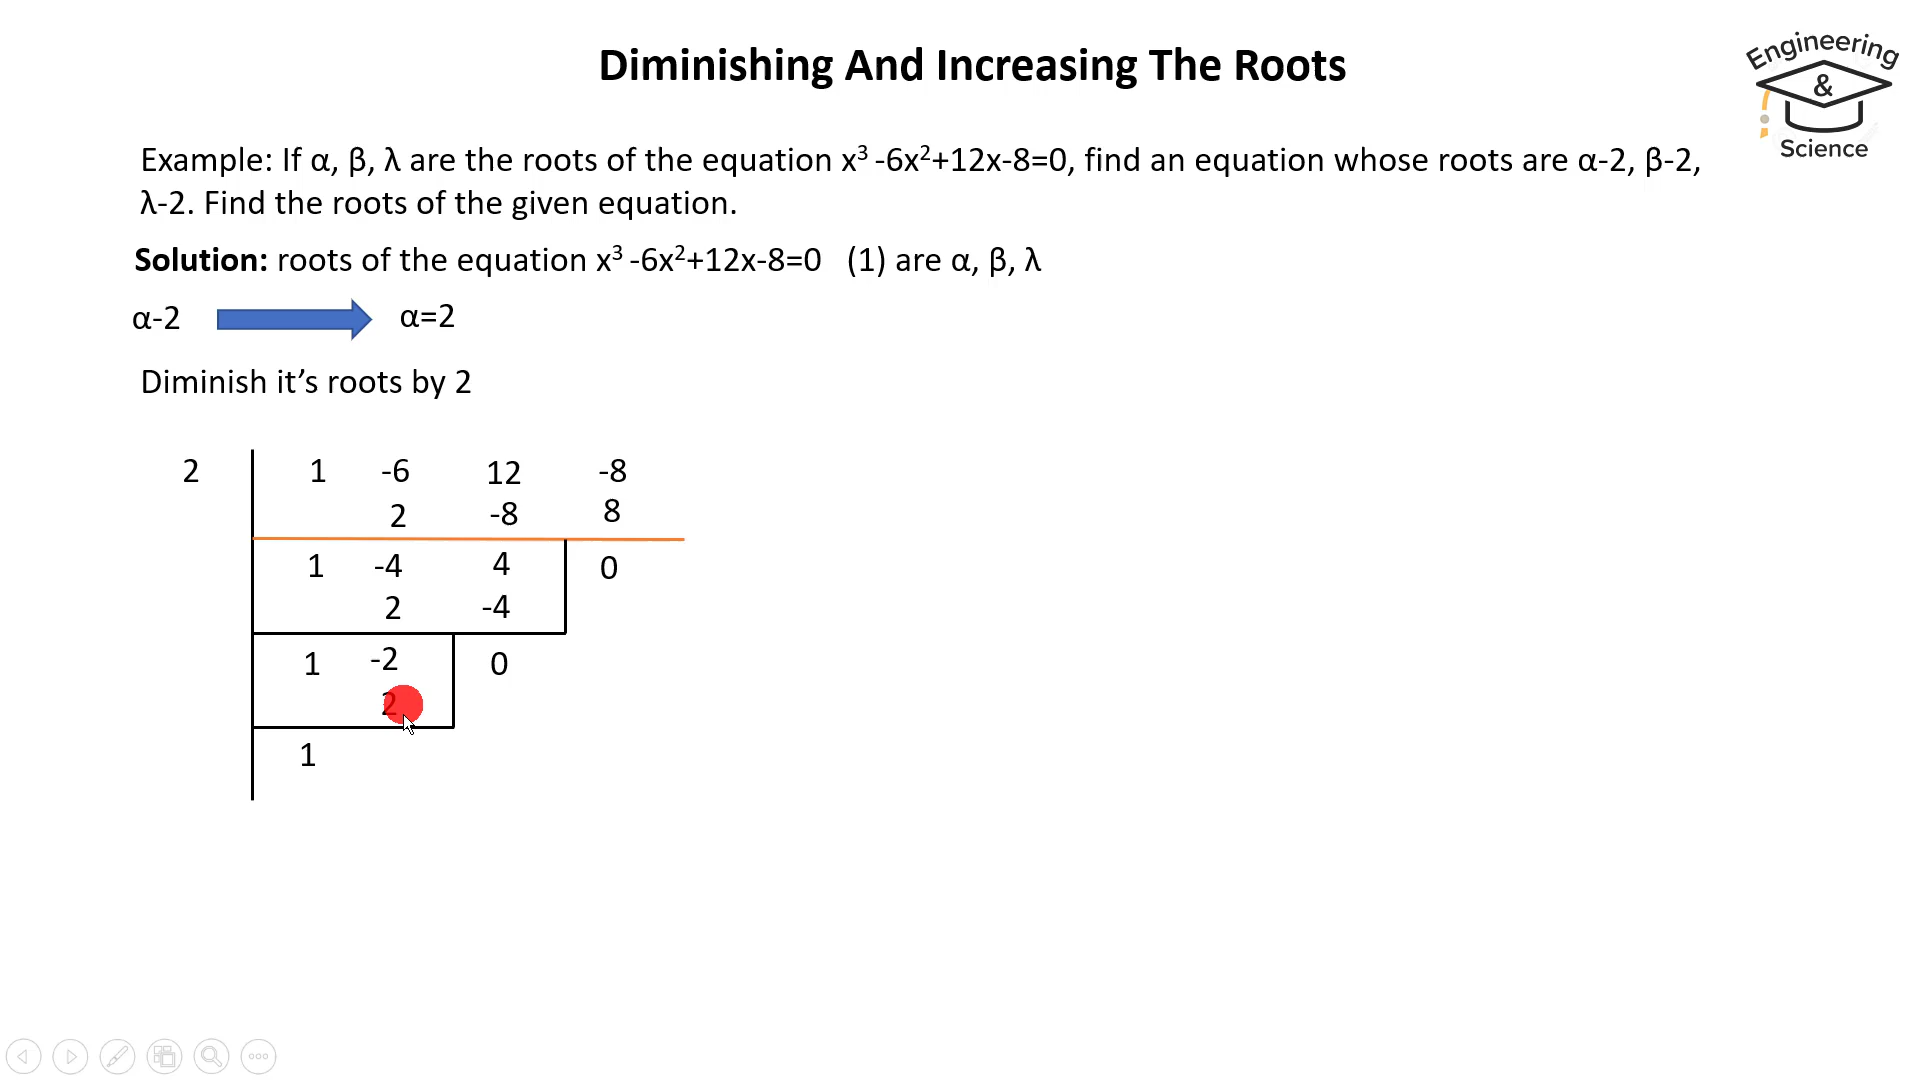 Diminishing And Increasing The Roots
Engineering
&
Science
Example: If α, β, λ are the roots of the equation x³ -6x²+12x-8=0, find an equation whose roots are α-2, β-2,
λ-2. Find the roots of the given equation.
Solution: roots of the equation x³ -6x²+12x-8=0 (1) are α, β, λ
α-2 α=2
Diminish it’s roots by 2
2 1 -6 12 -8
2 -8 8
1 -4 4 0
2 -4
1 -2 0
2
1